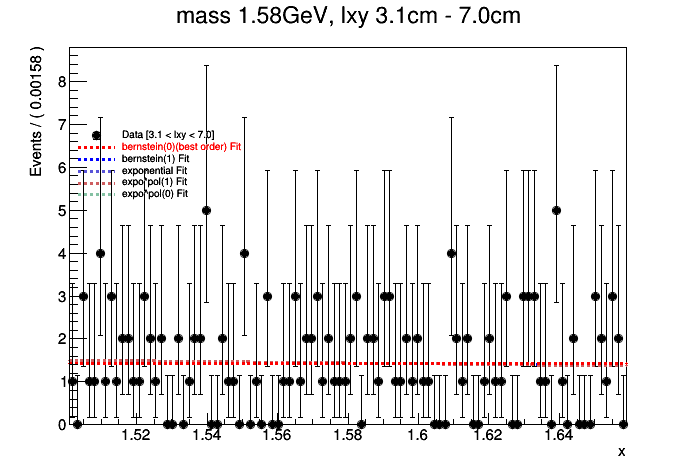 mass 1.58GeV, lxy 3.1cm - 7.0cm
Events / ( 0.00158 )
8
7
6
5
4
3
2
1
0
Data [3.1 < lxy < 7.0]
bernstein(0)(best order) Fit
bernstein(1) Fit
exponential Fit
expo*pol(1) Fit
expo*pol(0) Fit
1.52 1.54 1.56 1.58 1.6 1.62 1.64
x